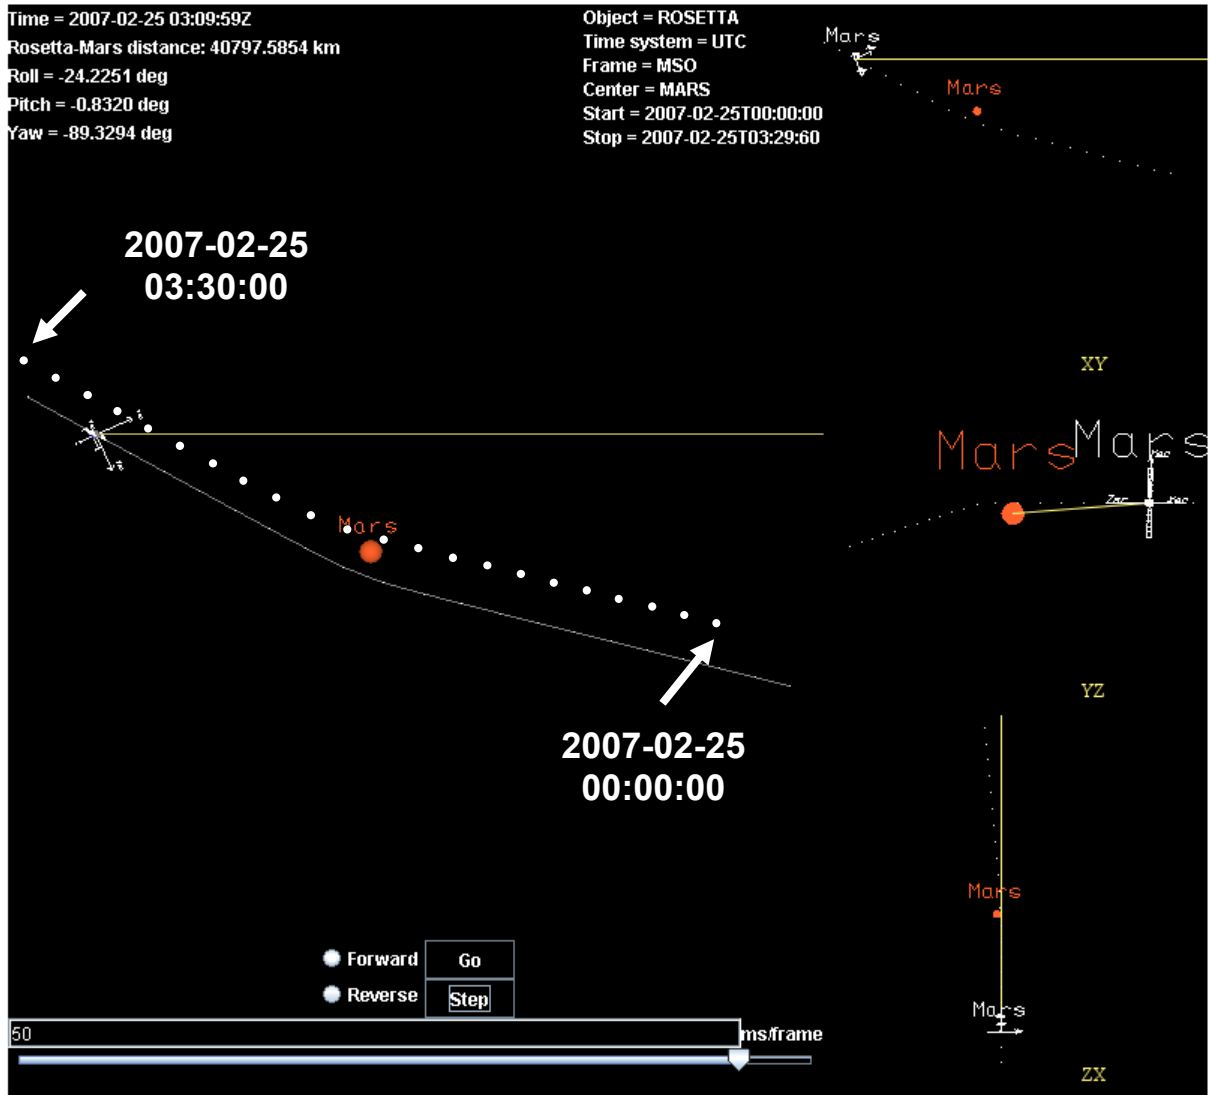 Time = 2007-02-25 03:09:59Z
Rosetta-Mars distance: 40797.5854 km
Roll = -24.2251 deg
Pitch = -0.8320 deg
Yaw = -89.3294 deg
Object = ROSETTA
Time system = UTC
Frame = MSO
Center = MARS
Start = 2007-02-25T00:00:00
Stop = 2007-02-25T03:29:60
Mars
Mars
XY
2007-02-25
03:30:00
Mars
2007-02-25
00:00:00
Mars
Mars
YZ
Mars
Mars
ZX
Forward
Go
Reverse
Step
50
ms/frame